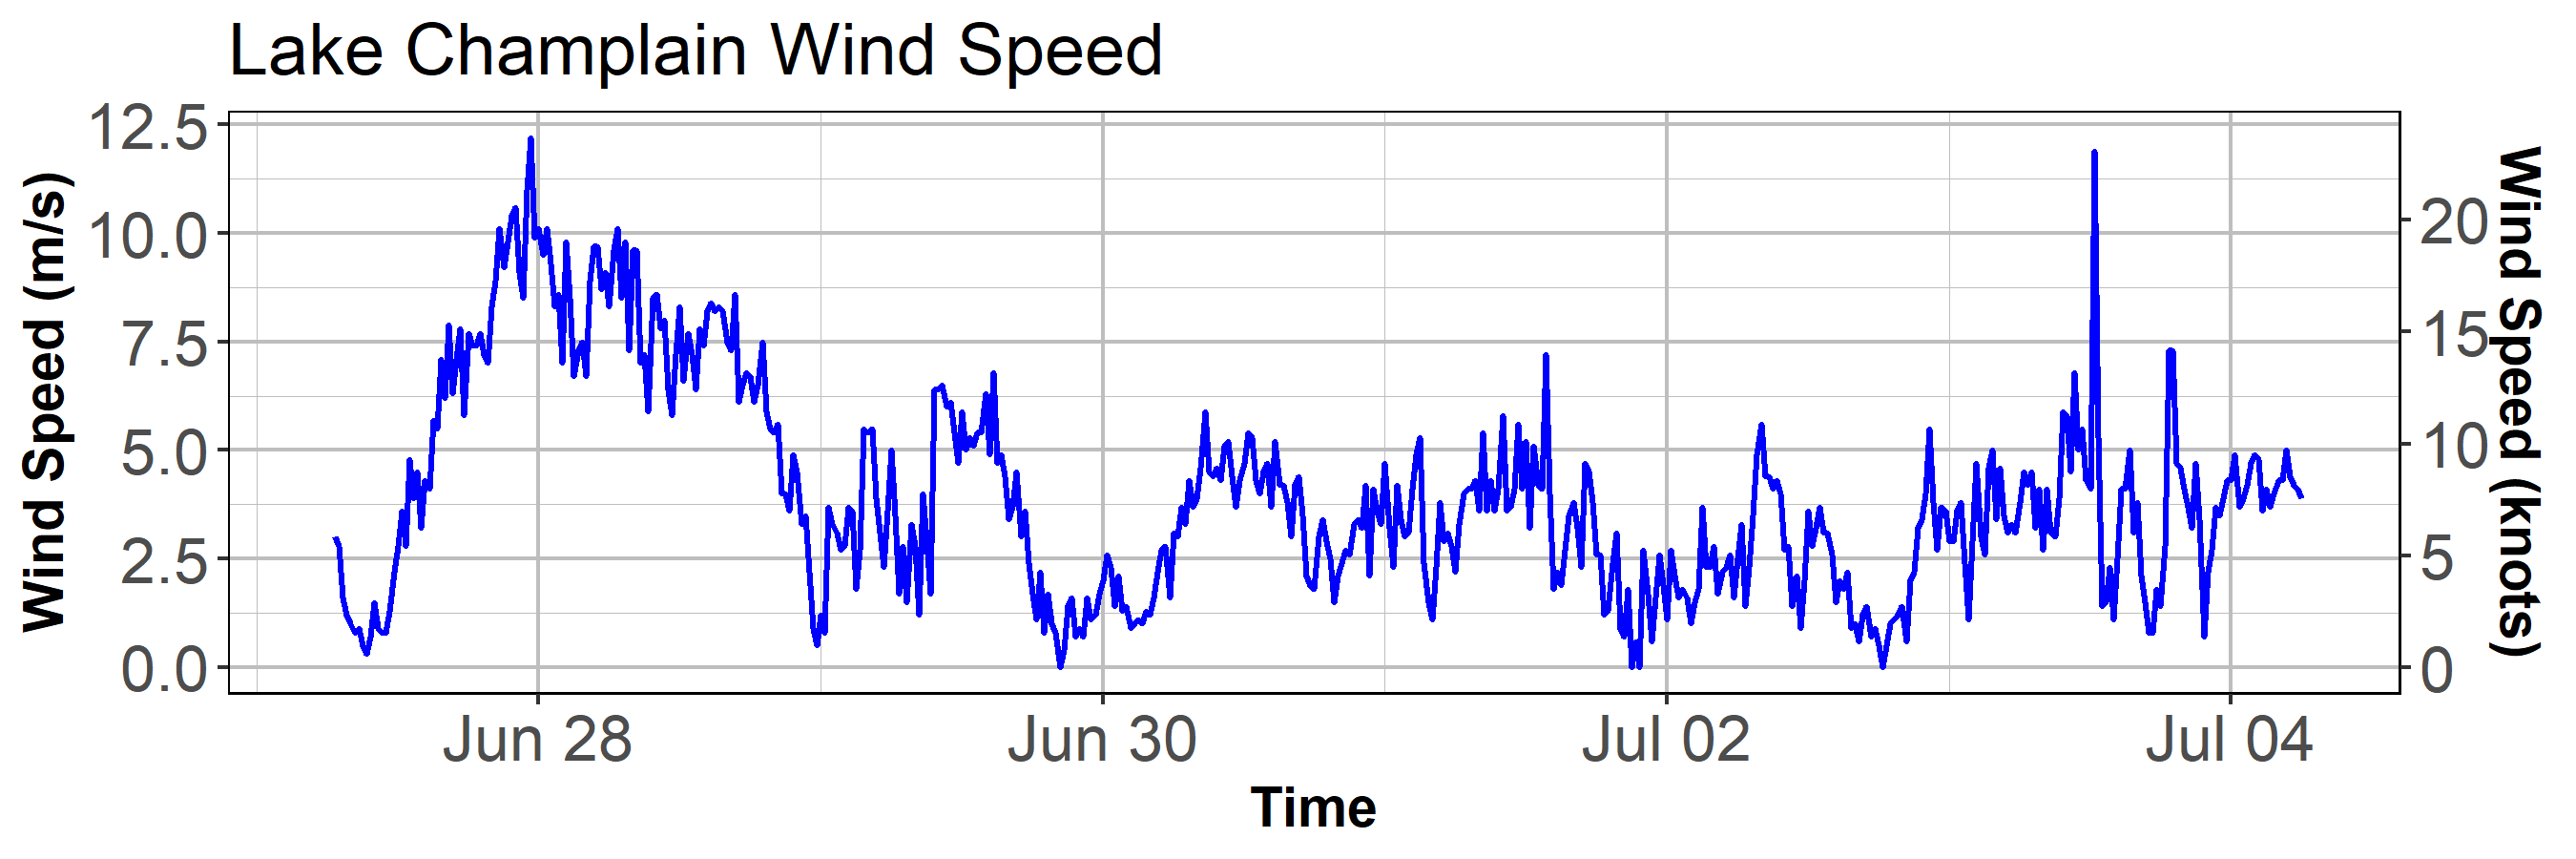 Lake Champlain Wind Speed
Wind Speed (m/s)
12.5
10.0
7.5
5.0
2.5
0.0
Wind Speed (knots)
20
15
10
5
0
Jun 28
Jun 30
Jul 02
Jul 04
Time